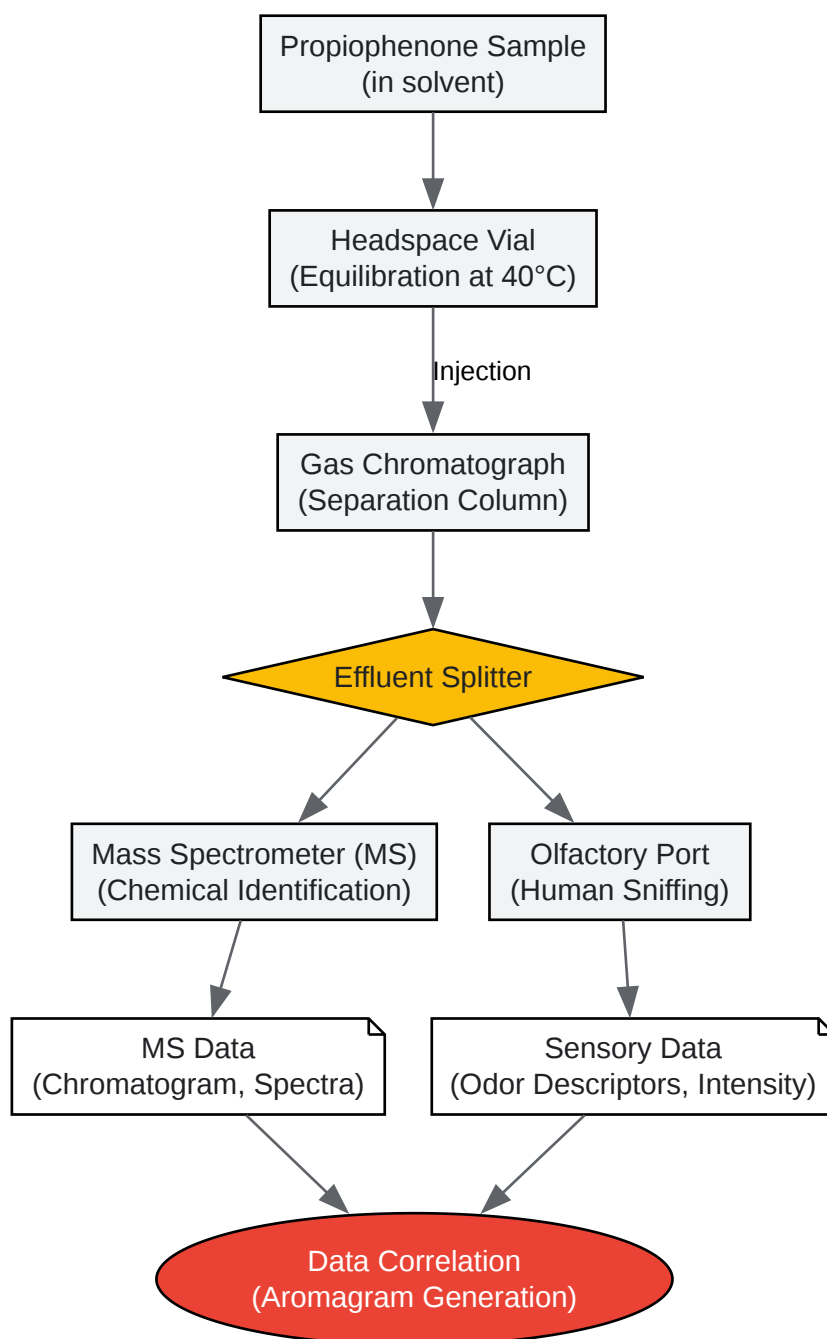 Propiophenone Sample
(in solvent)
Headspace Vial
(Equilibration at 40°C)
Injection
Gas Chromatograph
(Separation Column)
Effluent Splitter
Mass Spectrometer (MS)
(Chemical Identification)
Olfactory Port
(Human Sniffing)
MS Data
(Chromatogram, Spectra)
Sensory Data
(Odor Descriptors, Intensity)
Data Correlation
(Aromagram Generation)